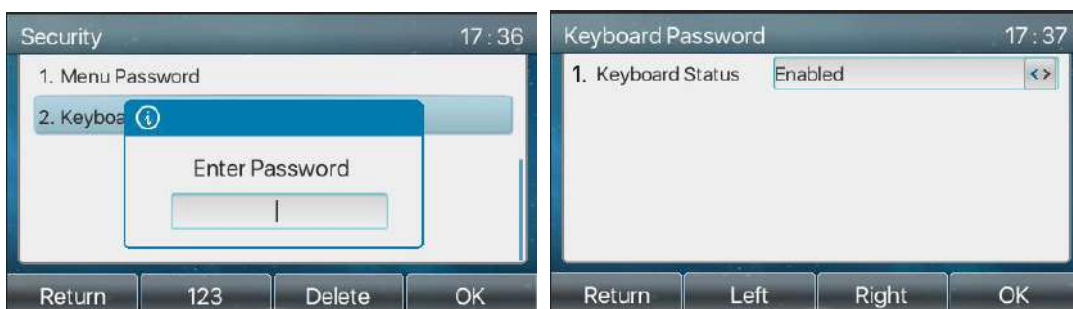 Security 17:36
1. Menu Password
2. Keyboa
Enter Password
Return 123 Delete OK
Keyboard Password 17:37
1. Keyboard Status Enabled <>
Return Left Right OK